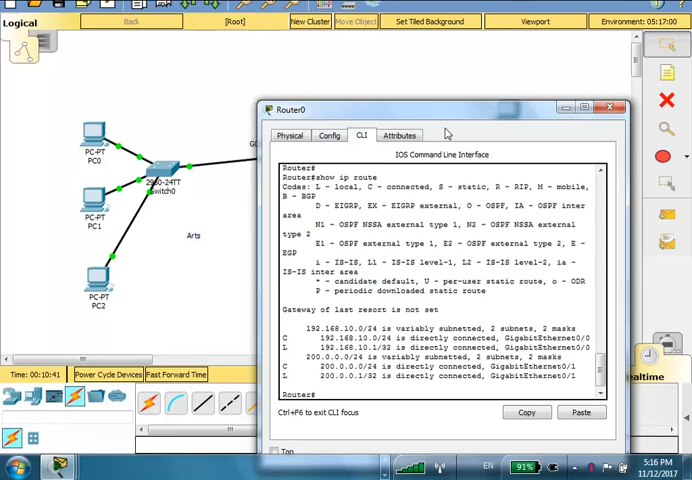 Logical
Back
[Root]
New Cluster
Move Object
Set Tiled Background
Viewport
Environment: 05:17:00
PC-PT
PC0
PC-PT
PC1
PC-PT
PC2
2950-24TT
Switch0
Arts
Router0
Physical
Config
CLI
Attributes
IOS Command Line Interface
Router#
Router#show ip route
Codes: L - local, C - connected, S - static, R - RIP, M - mobile,
B - BGP
D - EIGRP, EX - EIGRP external, O - OSPF, IA - OSPF inter
area
N1 - OSPF NSSA external type 1, N2 - OSPF NSSA external
type 2
E1 - OSPF external type 1, E2 - OSPF external type 2, E -
EGP
i - IS-IS, L1 - IS-IS level-1, L2 - IS-IS level-2, ia -
IS-IS inter area
* - candidate default, U - per-user static route, o - ODR
P - periodic downloaded static route
Gateway of last resort is not set
192.168.10.0/24 is variably subnetted, 2 subnets, 2 masks
C 192.168.10.0/24 is directly connected, GigabitEthernet0/0
L 192.168.10.1/32 is directly connected, GigabitEthernet0/0
200.0.0.0/24 is variably subnetted, 2 subnets, 2 masks
C 200.0.0.0/24 is directly connected, GigabitEthernet0/1
L 200.0.0.1/32 is directly connected, GigabitEthernet0/1
Router#
Ctrl+F6 to exit CLI focus
Copy
Paste
Top
Time: 00:10:41
Power Cycle Devices
Fast Forward Time
Realtime
EN
91%
5:16 PM
11/12/2017